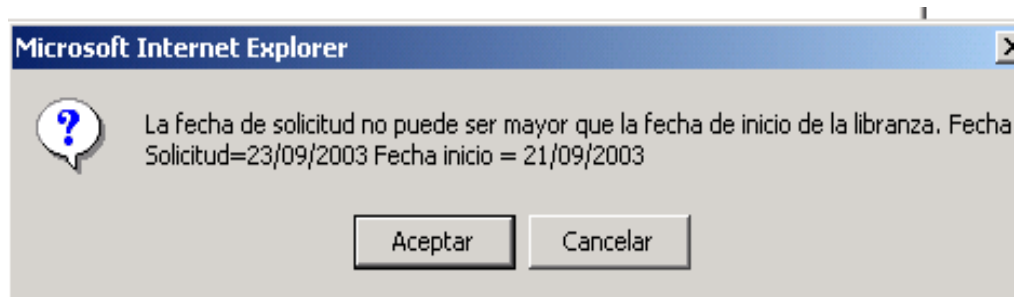 Microsoft Internet Explorer
La fecha de solicitud no puede ser mayor que la fecha de inicio de la libranza. Fecha
Solicitud=23/09/2003 Fecha inicio = 21/09/2003
Aceptar
Cancelar